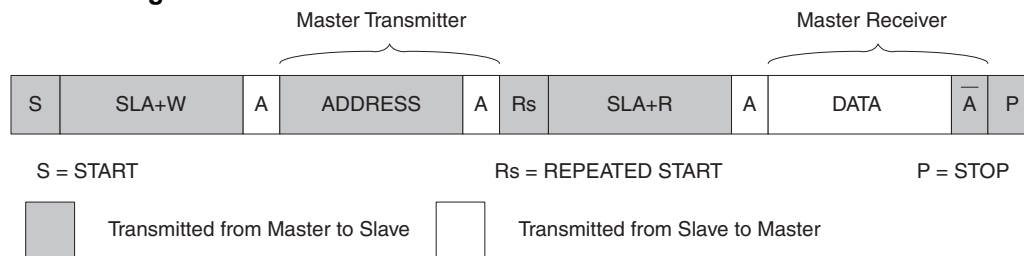 Master Transmitter Master Receiver
S SLA+W A ADDRESS A Rs SLA+R A DATA A̅ P
S = START Rs = REPEATED START P = STOP
Transmitted from Master to Slave Transmitted from Slave to Master